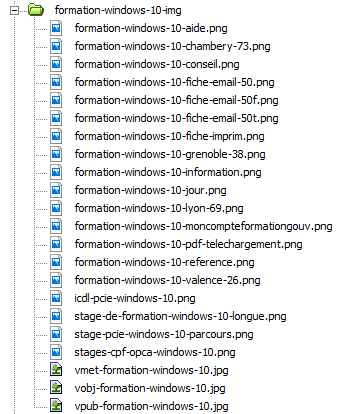 formation-windows-10-img
formation-windows-10-aide.png
formation-windows-10-chambery-73.png
formation-windows-10-conseil.png
formation-windows-10-fiche-email-50.png
formation-windows-10-fiche-email-50f.png
formation-windows-10-fiche-email-50t.png
formation-windows-10-fiche-imprim.png
formation-windows-10-grenoble-38.png
formation-windows-10-information.png
formation-windows-10-jour.png
formation-windows-10-lyon-69.png
formation-windows-10-moncompteformationgouv.png
formation-windows-10-pdf-telechargement.png
formation-windows-10-reference.png
formation-windows-10-valence-26.png
icdl-pcie-windows-10.png
stage-de-formation-windows-10-longue.png
stage-pcie-windows-10-parcours.png
stages-cpf-opca-windows-10.png
vmet-formation-windows-10.jpg
vobj-formation-windows-10.jpg
vpub-formation-windows-10.jpg